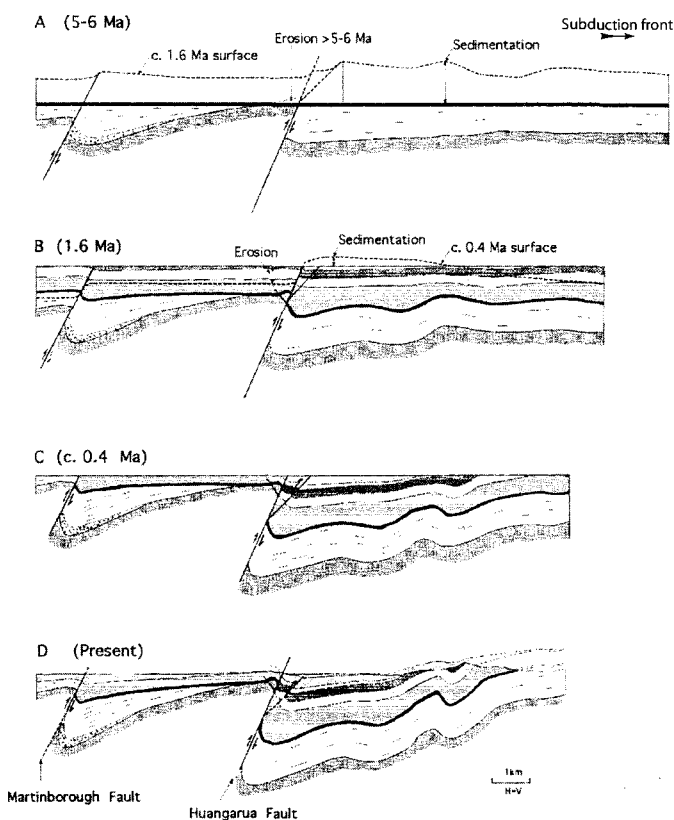 A (5-6 Ma)
Subduction front
Erosion >5-6 Ma
Sedimentation
c. 1.6 Ma surface
B (1.6 Ma)
Erosion
Sedimentation
c. 0.4 Ma surface
C (c. 0.4 Ma)
D (Present)
1km
H=V
Martinborough Fault
Huangarua Fault